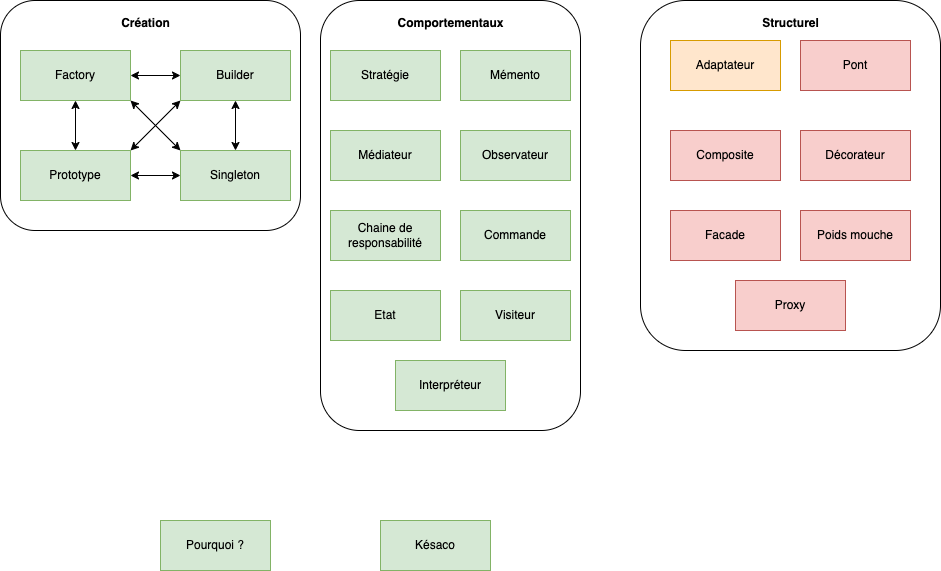 Création
Factory
Builder
Prototype
Singleton
Comportementaux
Stratégie
Mémento
Médiateur
Observateur
Chaine de
responsabilité
Commande
Etat
Visiteur
Interpréteur
Structurel
Adaptateur
Pont
Composite
Décorateur
Facade
Poids mouche
Proxy
Pourquoi ?
Késaco